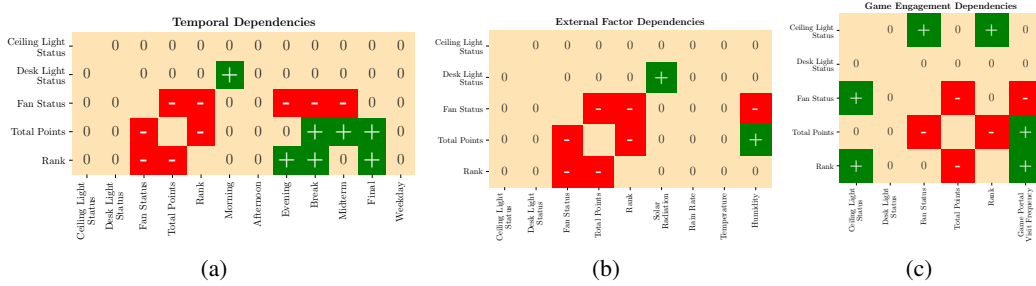 Temporal Dependencies
Ceiling Light
Status
0 0 0 0 0 0 0 0 0 0 0
Desk Light
Status
0 0 0 0 + 0 0 0 0 0 0
Fan Status
0 0 - - 0 0 - - - 0 0
Total Points
0 0 - - 0 0 0 + + + 0
Rank
0 0 - - 0 0 + + 0 + 0
Ceiling Light
Status
Desk Light
Status
Fan Status
Total Points
Rank
Morning
Afternoon
Evening
Break
Midterm
Final
Weekday
(a)
External Factor Dependencies
Ceiling Light
Status
0 0 0 0 0 0 0 0
Desk Light
Status
0 0 0 0 + 0 0 0
Fan Status
0 0 - - 0 0 0 -
Total Points
0 0 - - 0 0 0 +
Rank
0 0 - - 0 0 0 0
Ceiling Light
Status
Desk Light
Status
Fan Status
Total Points
Rank
Solar
Radiation
Rain Rate
Temperature
Humidity
(b)
Game Engagement Dependencies
Ceiling Light
Status
0 + 0 + 0
Desk Light
Status
0 0 0 0 0
Fan Status
+ 0 - 0 -
Total Points
0 0 - - +
Rank
+ 0 0 - +
Ceiling Light
Status
Desk Light
Status
Fan Status
Total Points
Rank
Game Portal
Visit Frequency
(c)